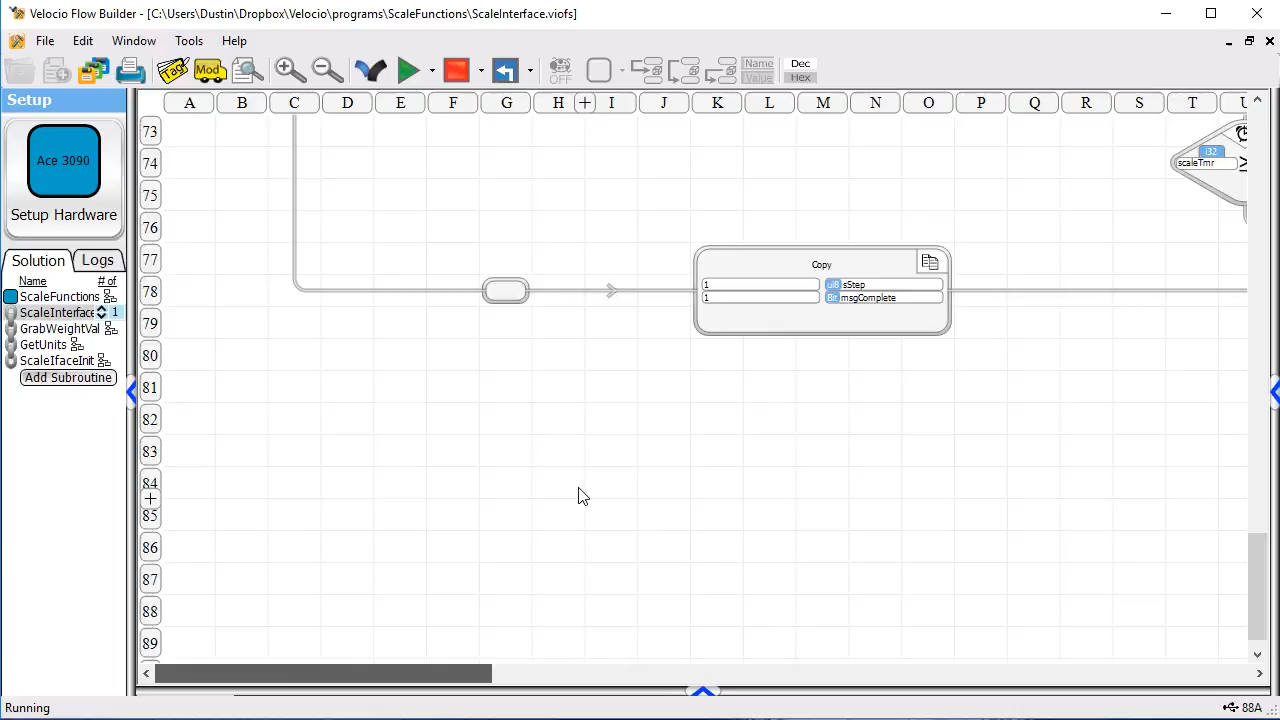 Velocio Flow Builder - [C:\Users\Dustin\Dropbox\Velocio\programs\ScaleFunctions\ScaleInterface.viofs]
File Edit Window Tools Help
Tag Mod OFF Name Value Dec Hex
Setup
Ace 3090
Setup Hardware
Solution Logs
Name # of
ScaleFunctions
ScaleInterface 1
GrabWeightVal
GetUnits
ScaleIfaceInit
Add Subroutine
A B C D E F G H + I J K L M N O P Q R S T U
73
74
75
76
77
78
79
80
81
82
83
84
+
85
86
87
88
89
i32
scaleTmr >
Copy
1 ui8 sStep
1 Bit msgComplete
Running 88A